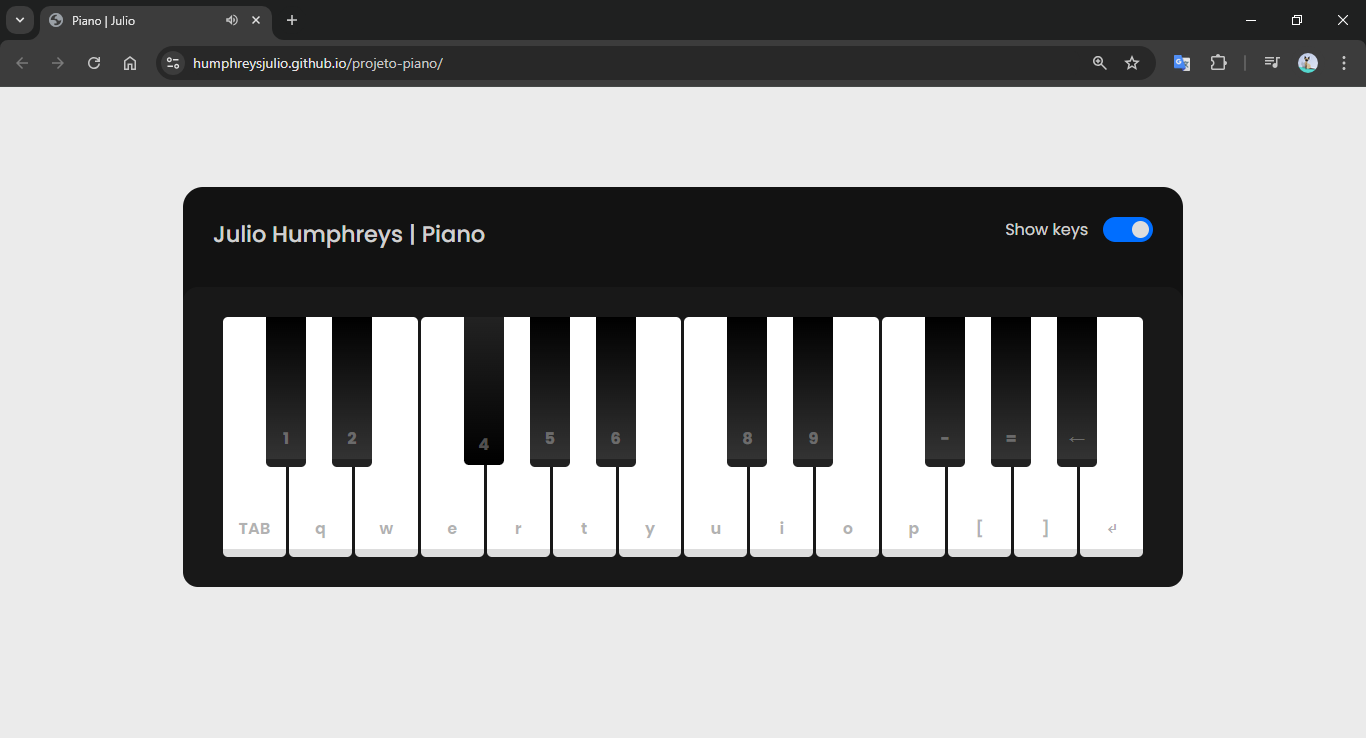 Piano | Julio
humphreysjulio.github.io/projeto-piano/
Julio Humphreys | Piano
Show keys
1 2 4 5 6 8 9 - = ←
TAB q w e r t y u i o p [ ] ↵